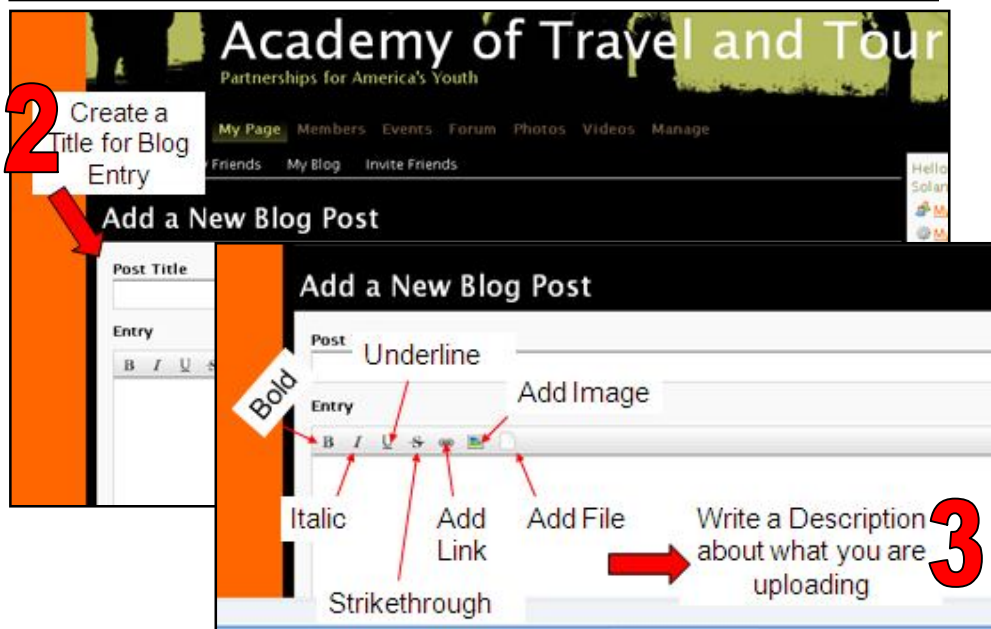 Academy of Travel and Tour
Partnerships for America's Youth
2
Create a
Title for Blog
Entry
My Page Members Events Forum Photos Videos Manage
Friends My Blog Invite Friends
Hello
Solan
Add a New Blog Post
Post Title
Entry
B I U S
Add a New Blog Post
Post
Underline
Bold
Add Image
Entry
B I U S
Italic
Add
Link
Add File
Strikethrough
Write a Description
about what you are
uploading
3